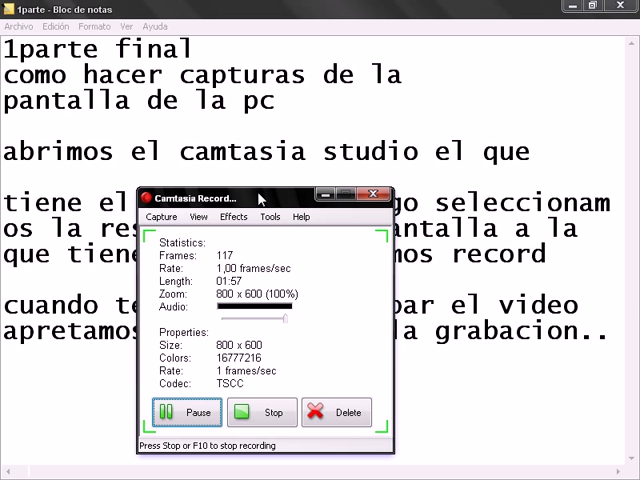 1parte - Bloc de notas
Archivo Edición Formato Ver Ayuda
1parte final
como hacer capturas de la
pantalla de la pc
abrimos el camtasia studio el que
tiene el go seleccionam
os la res antalla a la
que tiene mos record
cuando te bar el video
apretamos la grabacion..
Camtasia Record...
Capture View Effects Tools Help
Statistics:
Frames: 117
Rate: 1,00 frames/sec
Length: 01:57
Zoom: 800 x 600 (100%)
Audio:
Properties:
Size: 800 x 600
Colors: 16777216
Rate: 1 frames/sec
Codec: TSCC
Pause Stop Delete
Press Stop or F10 to stop recording